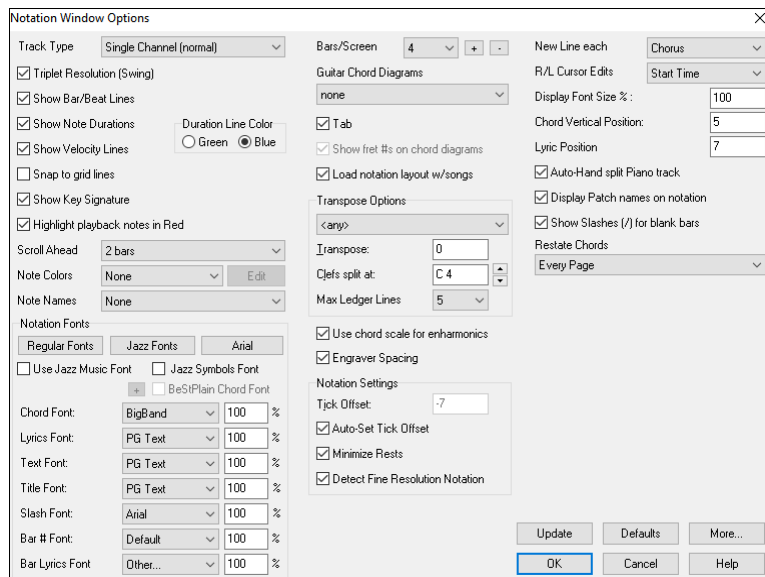 Notation Window Options
Track Type Single Channel (normal)
Triplet Resolution (Swing)
Show Bar/Beat Lines
Show Note Durations
Duration Line Color
Green Blue
Show Velocity Lines
Snap to grid lines
Show Key Signature
Highlight playback notes in Red
Scroll Ahead 2 bars
Note Colors None Edit
Note Names None
Notation Fonts
Regular Fonts Jazz Fonts Arial
Use Jazz Music Font Jazz Symbols Font
+ BeStPlain Chord Font
Chord Font: BigBand 100 %
Lyrics Font: PG Text 100 %
Text Font: PG Text 100 %
Title Font: PG Text 100 %
Slash Font: Arial 100 %
Bar # Font: Default 100 %
Bar Lyrics Font Other... 100 %
Bars/Screen 4 + -
Guitar Chord Diagrams
none
Tab
Show fret #s on chord diagrams
Load notation layout w/songs
Transpose Options
<any>
Transpose: 0
Clefs split at: C 4
Max Ledger Lines 5
Use chord scale for enharmonics
Engraver Spacing
Notation Settings
Tick Offset: -7
Auto-Set Tick Offset
Minimize Rests
Detect Fine Resolution Notation
New Line each Chorus
R/L Cursor Edits Start Time
Display Font Size % : 100
Chord Vertical Position: 5
Lyric Position 7
Auto-Hand split Piano track
Display Patch names on notation
Show Slashes (/) for blank bars
Restate Chords
Every Page
Update Defaults More...
OK Cancel Help